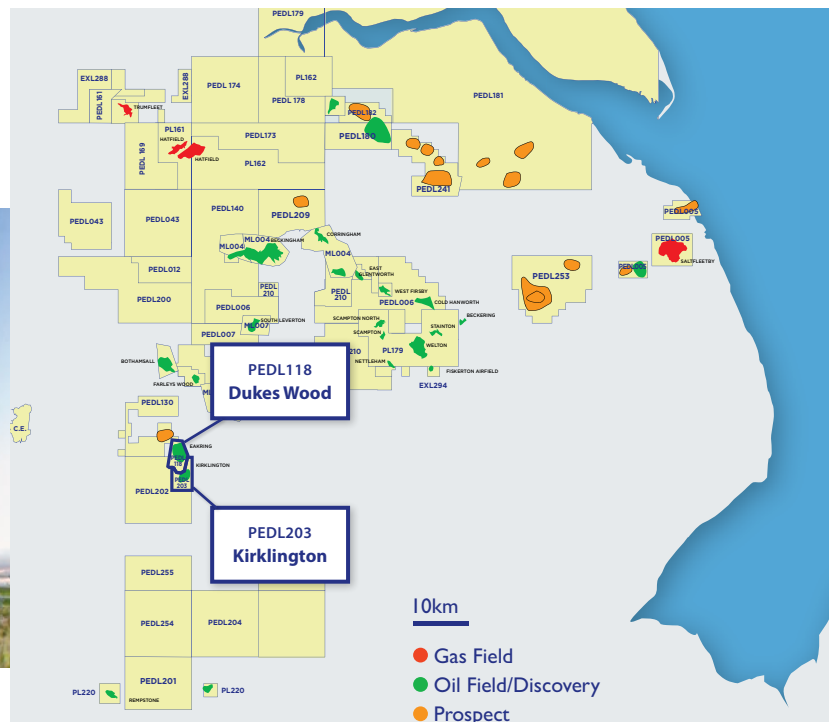 PEDL179
EXL288
EXL288
PEDL161
TRUMFLEET
PEDL 174
PL162
PEDL 178
PEDL182
PEDL181
PL161
HATFIELD
HATFIELD
PEDL 169
PEDL173
PL162
PEDL180
PEDL241
PEDL043
PEDL043
PEDL140
PEDL209
PEDL005
PEDL005
SALTFLEETBY
PEDL005
CORRINGHAM
ML004
BECKINGHAM
ML004
ML004
EAST
GLENTWORTH
PEDL012
PEDL
210
PEDL
210
WEST FIRSBY
PEDL253
PEDL200
PEDL006
PEDL006
COLD HANWORTH
SOUTH LEVERTON
ML007
SCAMPTON NORTH
BECKERING
PEDL007
SCAMPTON
STAINTON
PL179
WELTON
210
NETTLEHAM
FISKERTON AIRFIELD
EXL294
BOTHAMSALL
FARLEYS WOOD
ML
PEDL118
Dukes Wood
PEDL130
C.E.
EAKRING
PEDL
118
KIRKLINGTON
PEDL
203
PEDL202
PEDL203
Kirklington
PEDL255
PEDL254
PEDL204
PEDL201
PL220
REMPSTONE
PL220
10km
Gas Field
Oil Field/Discovery
Prospect